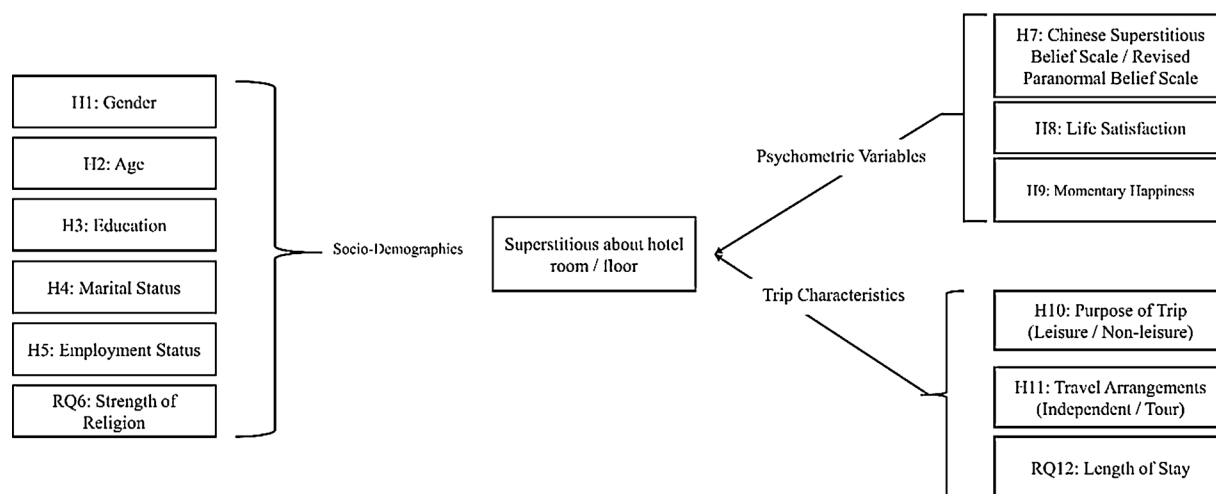 H1: Gender
H2: Age
H3: Education
H4: Marital Status
H5: Employment Status
RQ6: Strength of
Religion
Socio-Demographics
Superstitious about hotel
room / floor
Psychometric Variables
Trip Characteristics
H7: Chinese Superstitious
Belief Scale / Revised
Paranormal Belief Scale
H8: Life Satisfaction
H9: Momentary Happiness
H10: Purpose of Trip
(Leisure / Non-leisure)
H11: Travel Arrangements
(Independent / Tour)
RQ12: Length of Stay